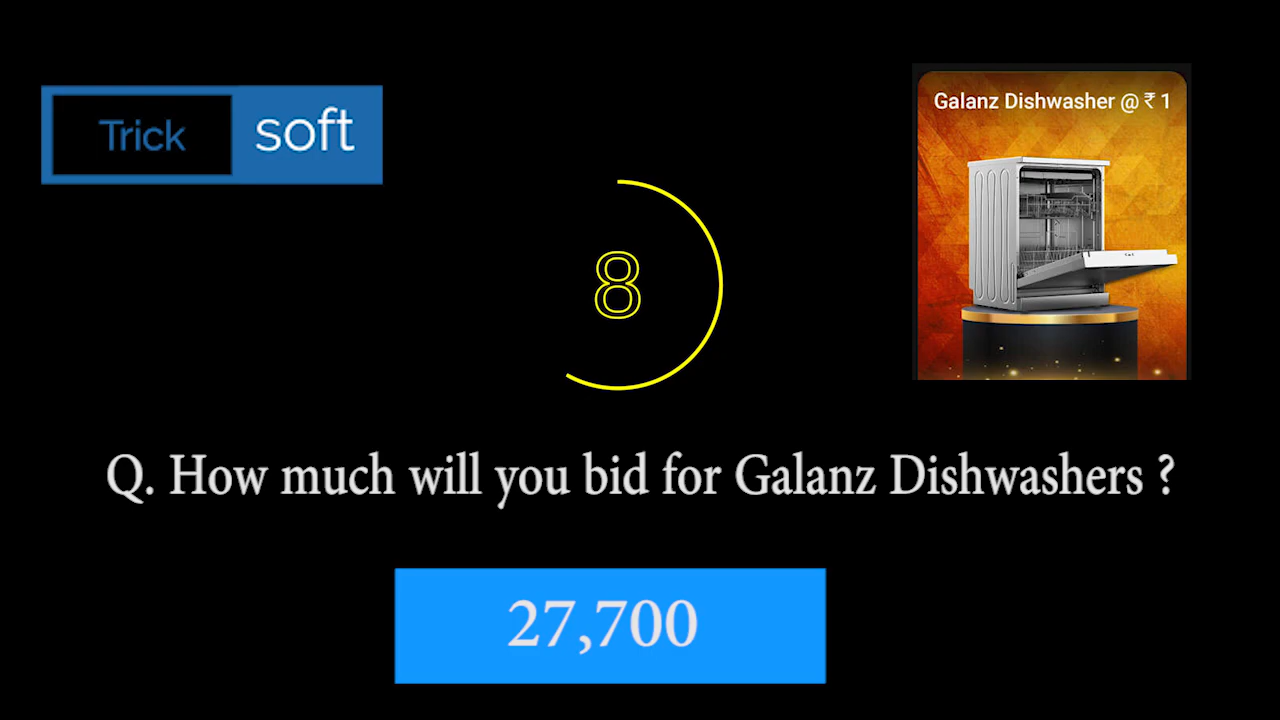 Trick soft
Galanz Dishwasher @ ₹ 1
8
Q. How much will you bid for Galanz Dishwashers ?
27,700